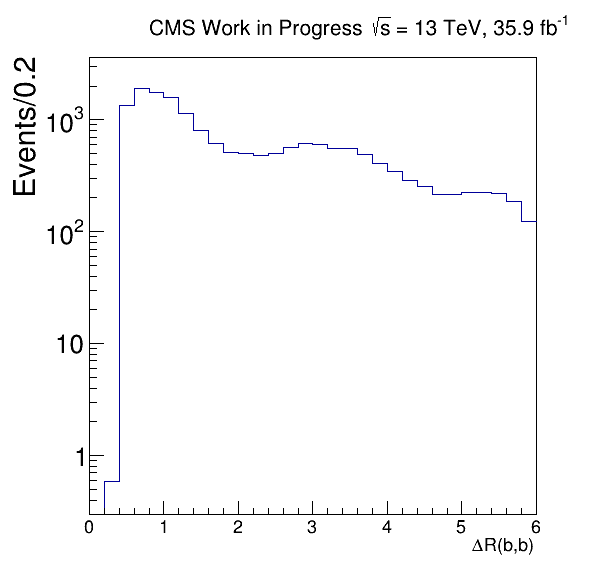 CMS Work in Progress √s = 13 TeV, 35.9 fb⁻¹
Events/0.2
10³
10²
10
1
0 1 2 3 4 5 6
ΔR(b,b)